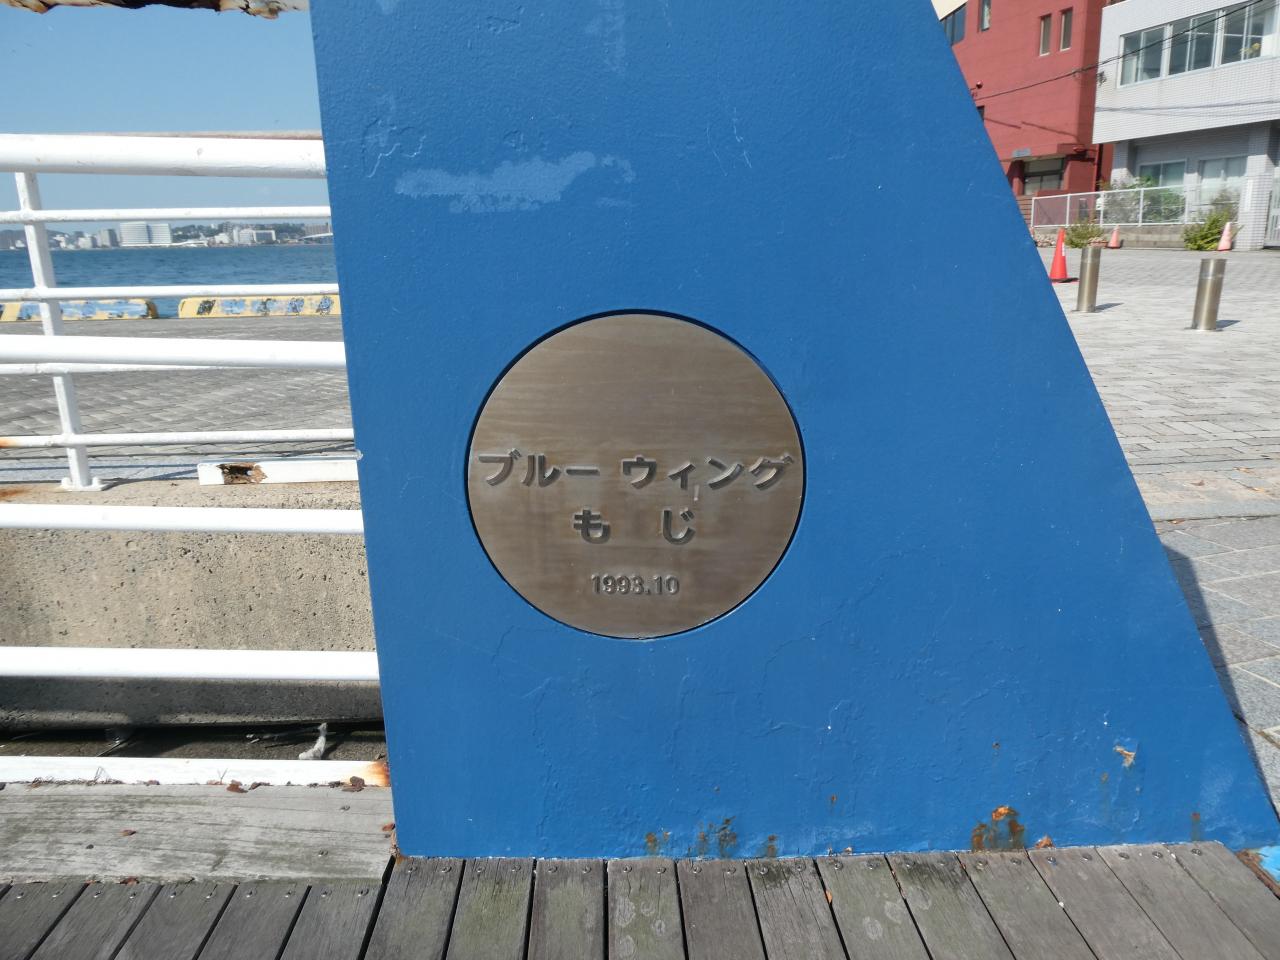 ブルー ウィング
も じ
1993.10